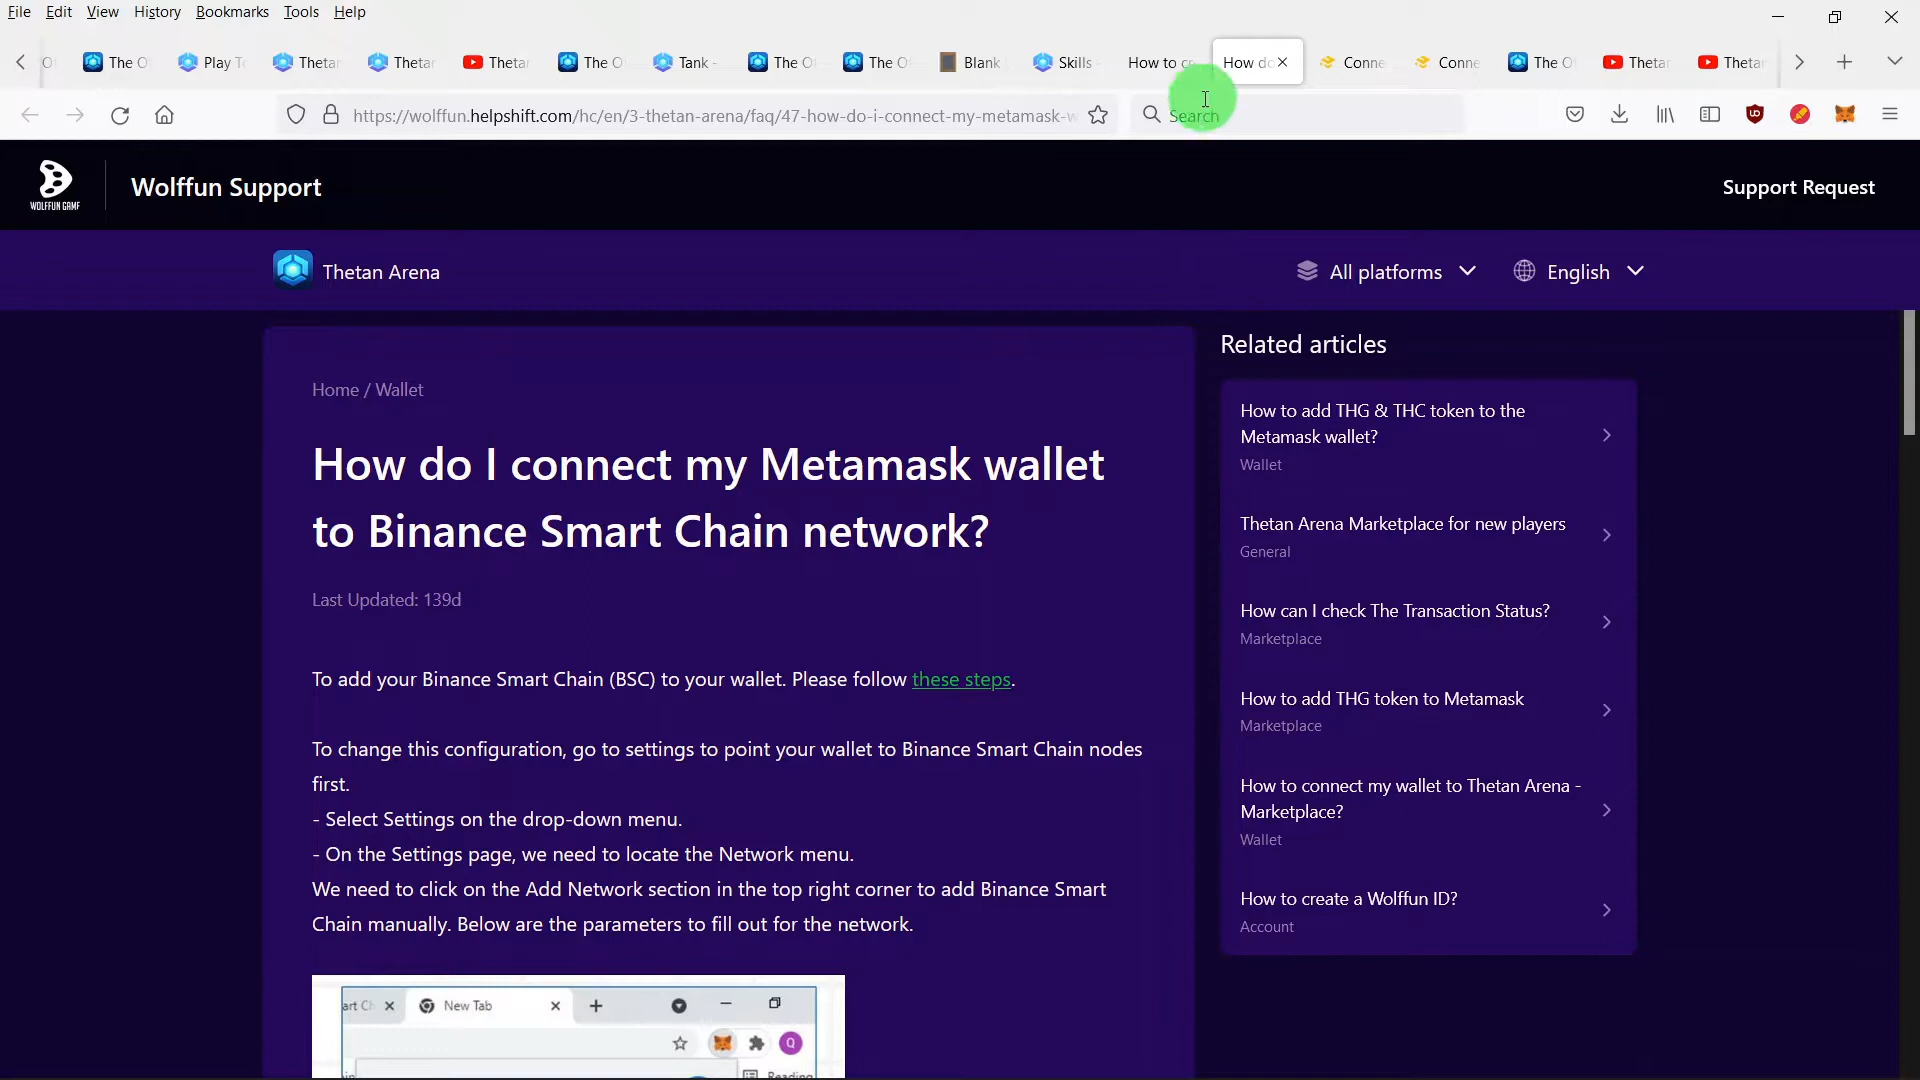 File Edit View History Bookmarks Tools Help
The O Play T Thetar Theta Theta The O Tank - The O The O Blank Skills - How to c How do Conne Conne The O Theta Theta
https://wolffun.helpshift.com/hc/en/3-thetan-arena/faq/47-how-do-i-connect-my-metamask-w Search
WOLFFUN GAME
Wolffun Support
Support Request
Thetan Arena
All platforms
English
Home / Wallet
How do I connect my Metamask wallet
to Binance Smart Chain network?
Last Updated: 139d
To add your Binance Smart Chain (BSC) to your wallet. Please follow these steps.
To change this configuration, go to settings to point your wallet to Binance Smart Chain nodes
first.
- Select Settings on the drop-down menu.
- On the Settings page, we need to locate the Network menu.
We need to click on the Add Network section in the top right corner to add Binance Smart
Chain manually. Below are the parameters to fill out for the network.
art Ch New Tab
Q
Reading
Related articles
How to add THG & THC token to the
Metamask wallet?
Wallet
Thetan Arena Marketplace for new players
General
How can I check The Transaction Status?
Marketplace
How to add THG token to Metamask
Marketplace
How to connect my wallet to Thetan Arena -
Marketplace?
Wallet
How to create a Wolffun ID?
Account